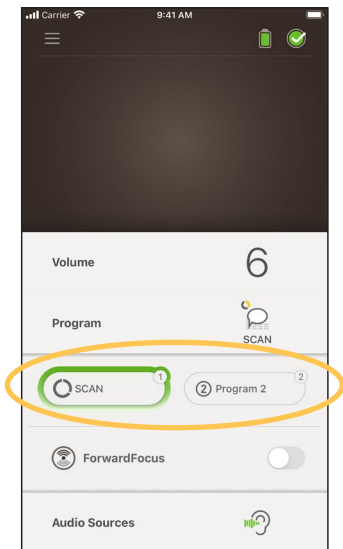 Carrier 9:41 AM
Volume 6
Program
SCAN
SCAN 1 2 Program 2 2
ForwardFocus
Audio Sources